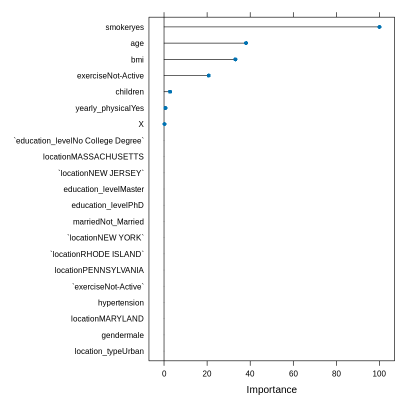 smokeryes
age
bmi
exerciseNot-Active
children
yearly_physicalYes
X
`education_levelNo College Degree`
locationMASSACHUSETTS
`locationNEW JERSEY`
education_levelMaster
education_levelPhD
marriedNot_Married
`locationNEW YORK`
`locationRHODE ISLAND`
locationPENNSYLVANIA
`exerciseNot-Active`
hypertension
locationMARYLAND
gendermale
location_typeUrban
0 20 40 60 80 100
Importance